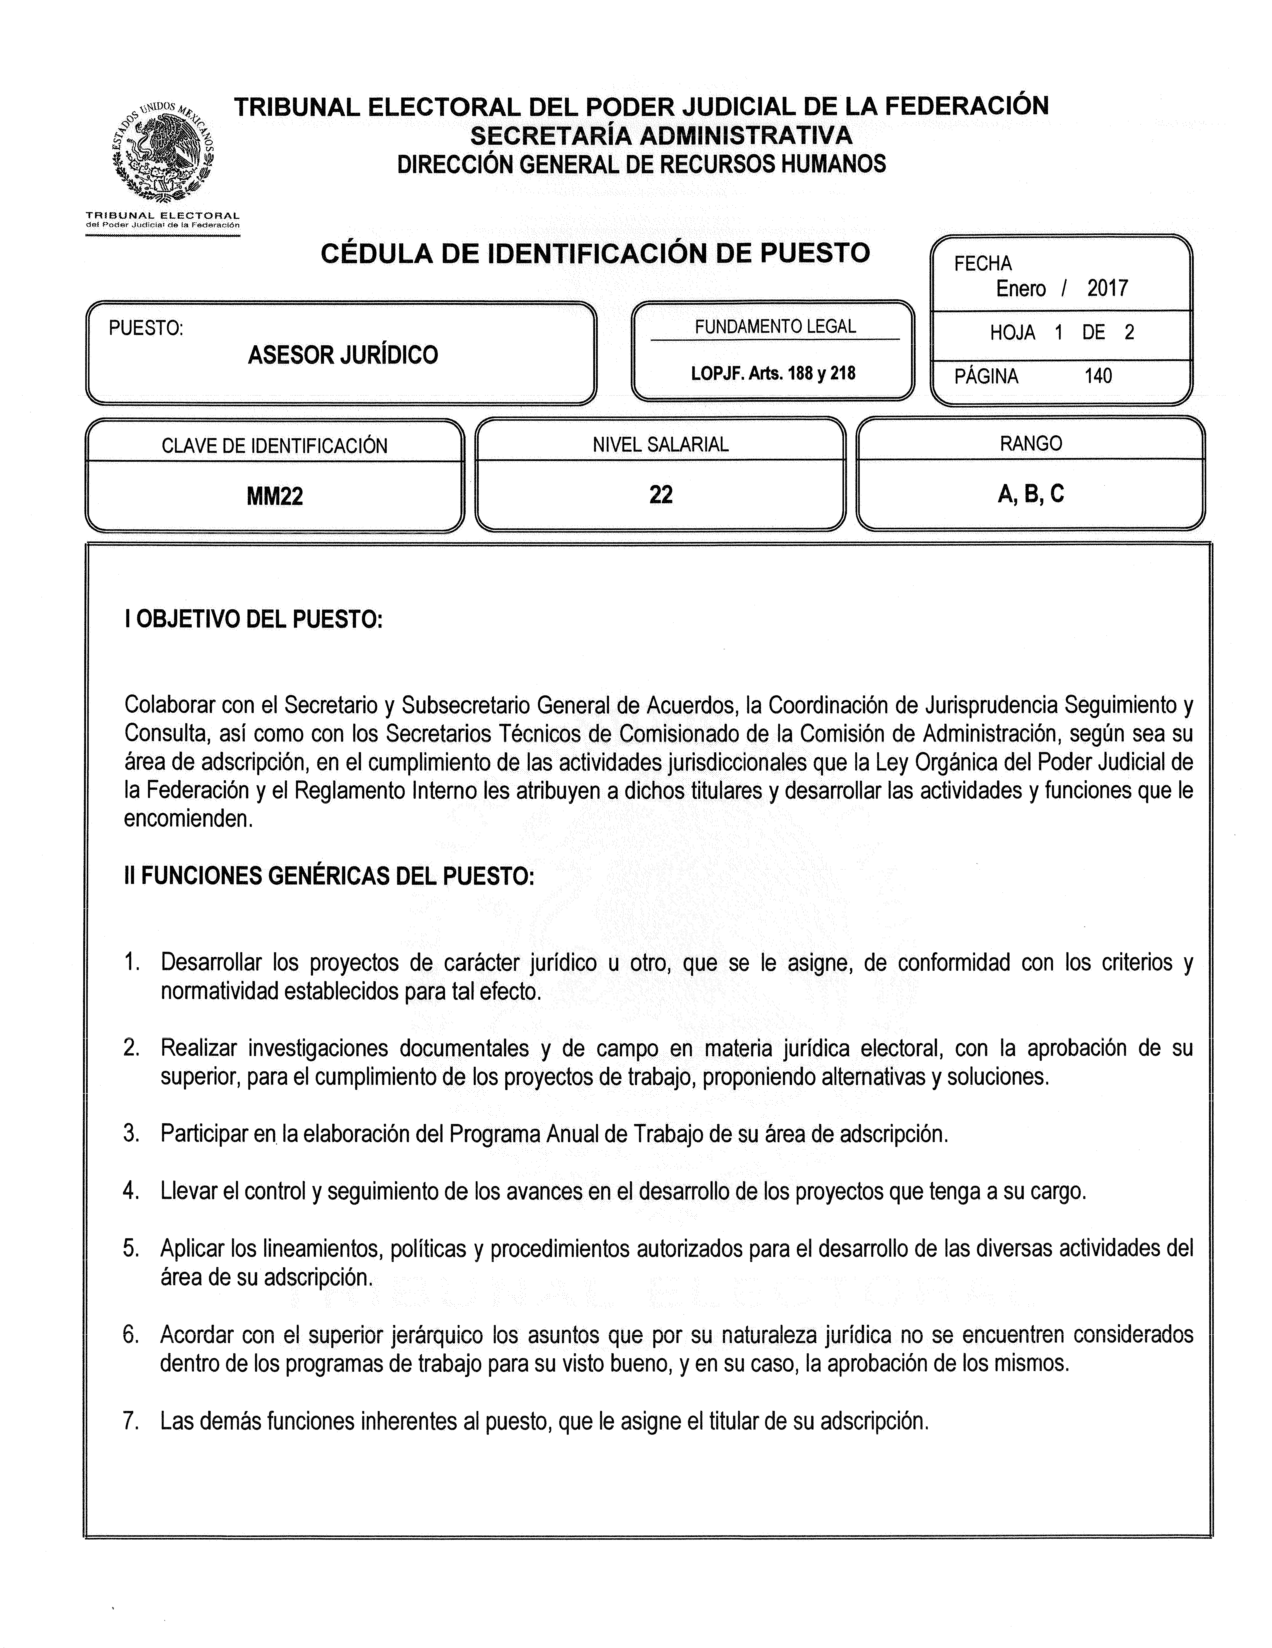 TRIBUNAL ELECTORAL DEL PODER JUDICIAL DE LA FEDERACIÓN
SECRETARÍA ADMINISTRATIVA
DIRECCIÓN GENERAL DE RECURSOS HUMANOS
ESTADOS UNIDOS MEXICANOS
TRIBUNAL ELECTORAL
del Poder Judicial de la Federación
CÉDULA DE IDENTIFICACIÓN DE PUESTO
FECHA
Enero / 2017
HOJA 1 DE 2
PÁGINA 140
PUESTO:
ASESOR JURÍDICO
FUNDAMENTO LEGAL
LOPJF. Arts. 188 y 218
CLAVE DE IDENTIFICACIÓN
MM22
NIVEL SALARIAL
22
RANGO
A, B, C
I OBJETIVO DEL PUESTO:
Colaborar con el Secretario y Subsecretario General de Acuerdos, la Coordinación de Jurisprudencia Seguimiento y
Consulta, así como con los Secretarios Técnicos de Comisionado de la Comisión de Administración, según sea su
área de adscripción, en el cumplimiento de las actividades jurisdiccionales que la Ley Orgánica del Poder Judicial de
la Federación y el Reglamento Interno les atribuyen a dichos titulares y desarrollar las actividades y funciones que le
encomienden.
II FUNCIONES GENÉRICAS DEL PUESTO:
1. Desarrollar los proyectos de carácter jurídico u otro, que se le asigne, de conformidad con los criterios y
normatividad establecidos para tal efecto.
2. Realizar investigaciones documentales y de campo en materia jurídica electoral, con la aprobación de su
superior, para el cumplimiento de los proyectos de trabajo, proponiendo alternativas y soluciones.
3. Participar en la elaboración del Programa Anual de Trabajo de su área de adscripción.
4. Llevar el control y seguimiento de los avances en el desarrollo de los proyectos que tenga a su cargo.
5. Aplicar los lineamientos, políticas y procedimientos autorizados para el desarrollo de las diversas actividades del
área de su adscripción.
6. Acordar con el superior jerárquico los asuntos que por su naturaleza jurídica no se encuentren considerados
dentro de los programas de trabajo para su visto bueno, y en su caso, la aprobación de los mismos.
7. Las demás funciones inherentes al puesto, que le asigne el titular de su adscripción.